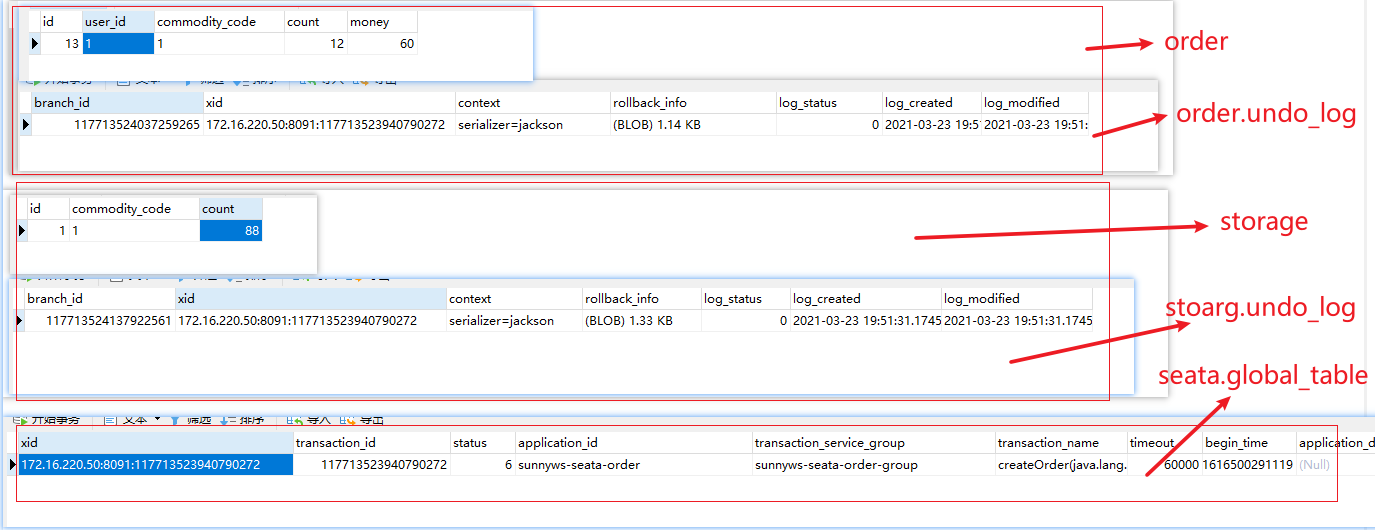 id user_id commodity_code count money
13 1 1 12 60
order
branch_id xid context rollback_info log_status log_created log_modified
117713524037259265 172.16.220.50:8091:117713523940790272 serializer=jackson (BLOB) 1.14 KB 0 2021-03-23 19:5 2021-03-23 19:51:
order.undo_log
id commodity_code count
1 1 88
storage
branch_id xid context rollback_info log_status log_created log_modified
117713524137922561 172.16.220.50:8091:117713523940790272 serializer=jackson (BLOB) 1.33 KB 0 2021-03-23 19:51:31.1745 2021-03-23 19:51:31.1745
stoarg.undo_log
seata.global_table
开始事务 文本 筛选 排序 导入 导出
xid transaction_id status application_id transaction_service_group transaction_name timeout begin_time application_d
172.16.220.50:8091:117713523940790272 117713523940790272 6 sunnyws-seata-order sunnyws-seata-order-group createOrder(java.lang. 60000 1616500291119 (Null)